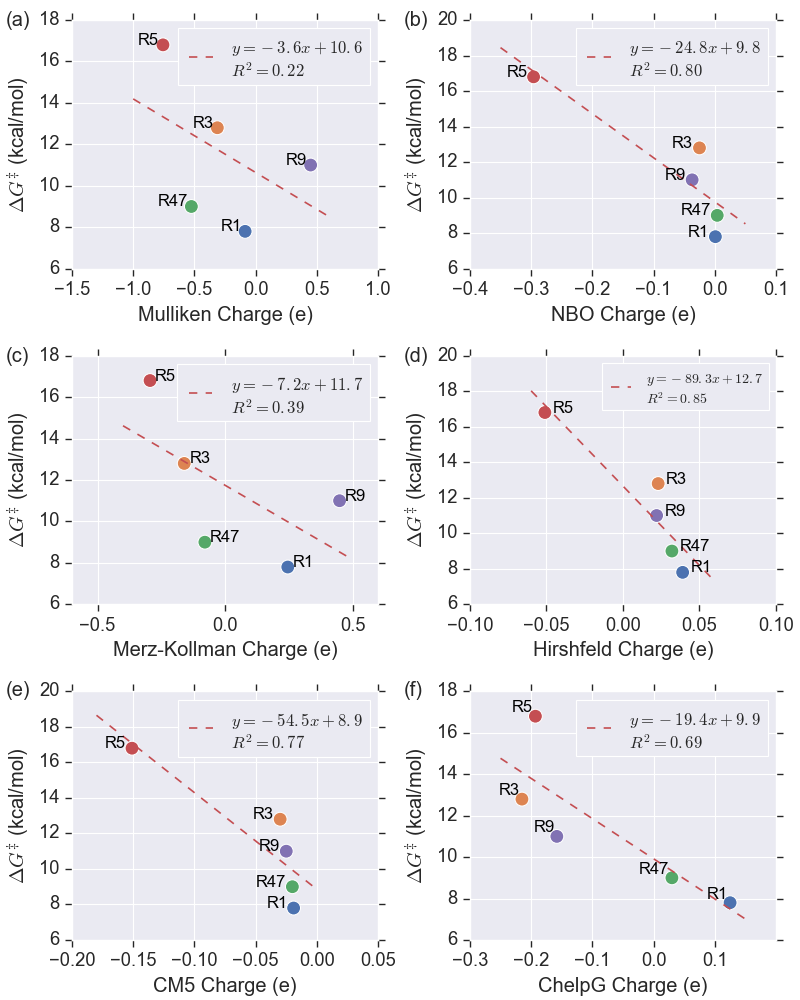 (a)
20
18
16
14
12
10
8
6
ΔG‡ (kcal/mol)
R5
R3
R9
R47
R1
y = −3.6x + 10.6
R² = 0.22
−1.5 −1.0 −0.5 0.0 0.5 1.0
Mulliken Charge (e)
(b)
20
18
16
14
12
10
8
6
ΔG‡ (kcal/mol)
R5
R3
R9
R47
R1
y = −24.8x + 9.8
R² = 0.80
−0.4 −0.3 −0.2 −0.1 0.0 0.1
NBO Charge (e)
(c)
18
16
14
12
10
8
6
ΔG‡ (kcal/mol)
R5
R3
R9
R47
R1
y = −7.2x + 11.7
R² = 0.39
−0.5 0.0 0.5
Merz-Kollman Charge (e)
(d)
20
18
16
14
12
10
8
6
ΔG‡ (kcal/mol)
R5
R3
R9
R47
R1
y = −89.3x + 12.7
R² = 0.85
−0.10 −0.05 0.00 0.05 0.10
Hirshfeld Charge (e)
(e)
20
18
16
14
12
10
8
6
ΔG‡ (kcal/mol)
R5
R3
R9
R47
R1
y = −54.5x + 8.9
R² = 0.77
−0.20 −0.15 −0.10 −0.05 0.00 0.05
CM5 Charge (e)
(f)
18
16
14
12
10
8
6
ΔG‡ (kcal/mol)
R5
R3
R9
R47
R1
y = −19.4x + 9.9
R² = 0.69
−0.3 −0.2 −0.1 0.0 0.1
ChelpG Charge (e)